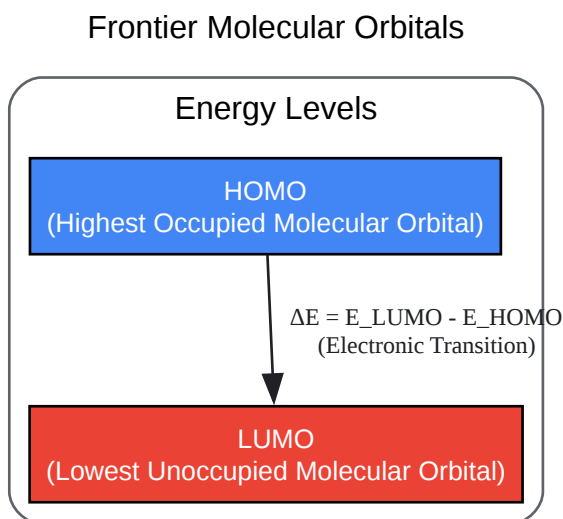 Frontier Molecular Orbitals
Energy Levels
HOMO
(Highest Occupied Molecular Orbital)
ΔE = E_LUMO - E_HOMO
(Electronic Transition)
LUMO
(Lowest Unoccupied Molecular Orbital)